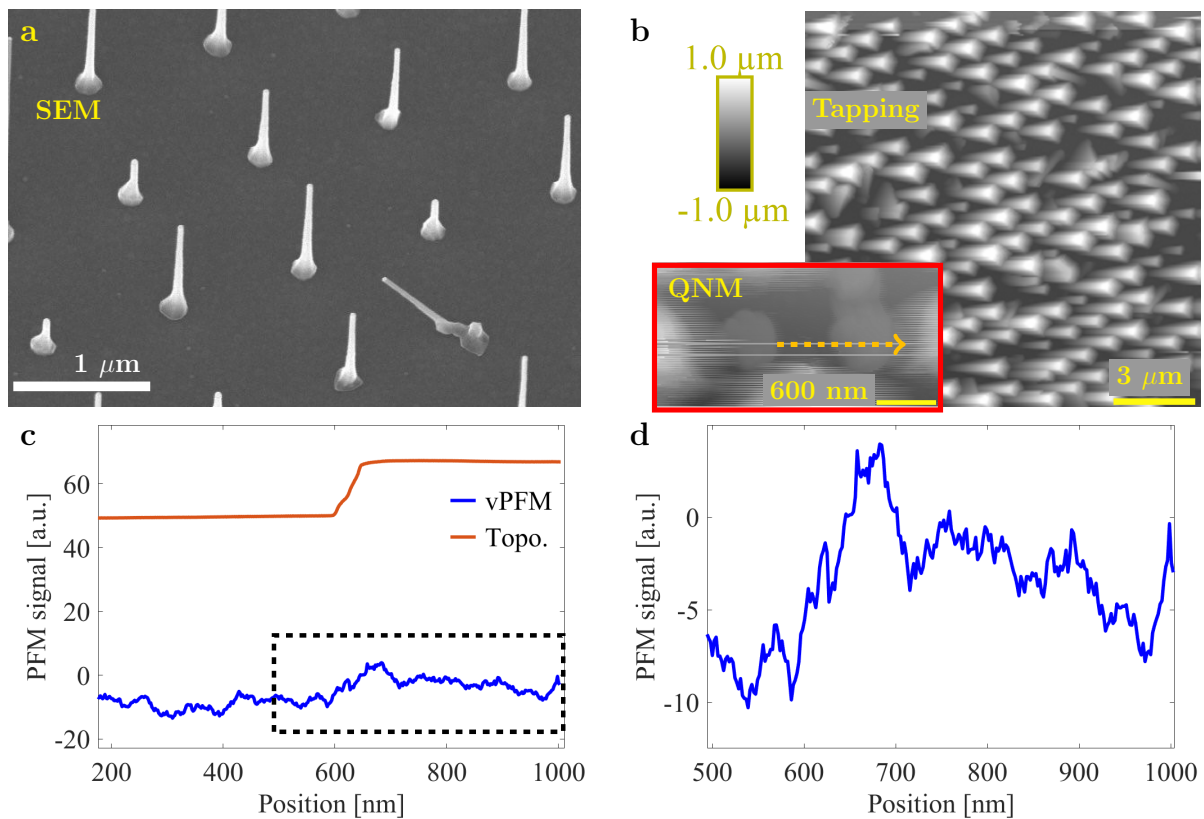 a
SEM
1 μm
b
1.0 μm
-1.0 μm
Tapping
QNM
600 nm
3 μm
c
PFM signal [a.u.]
60
40
20
0
-20
vPFM
Topo.
200
400
600
800
1000
Position [nm]
d
PFM signal
0
-5
-10
500
600
700
800
900
1000
Position [nm]